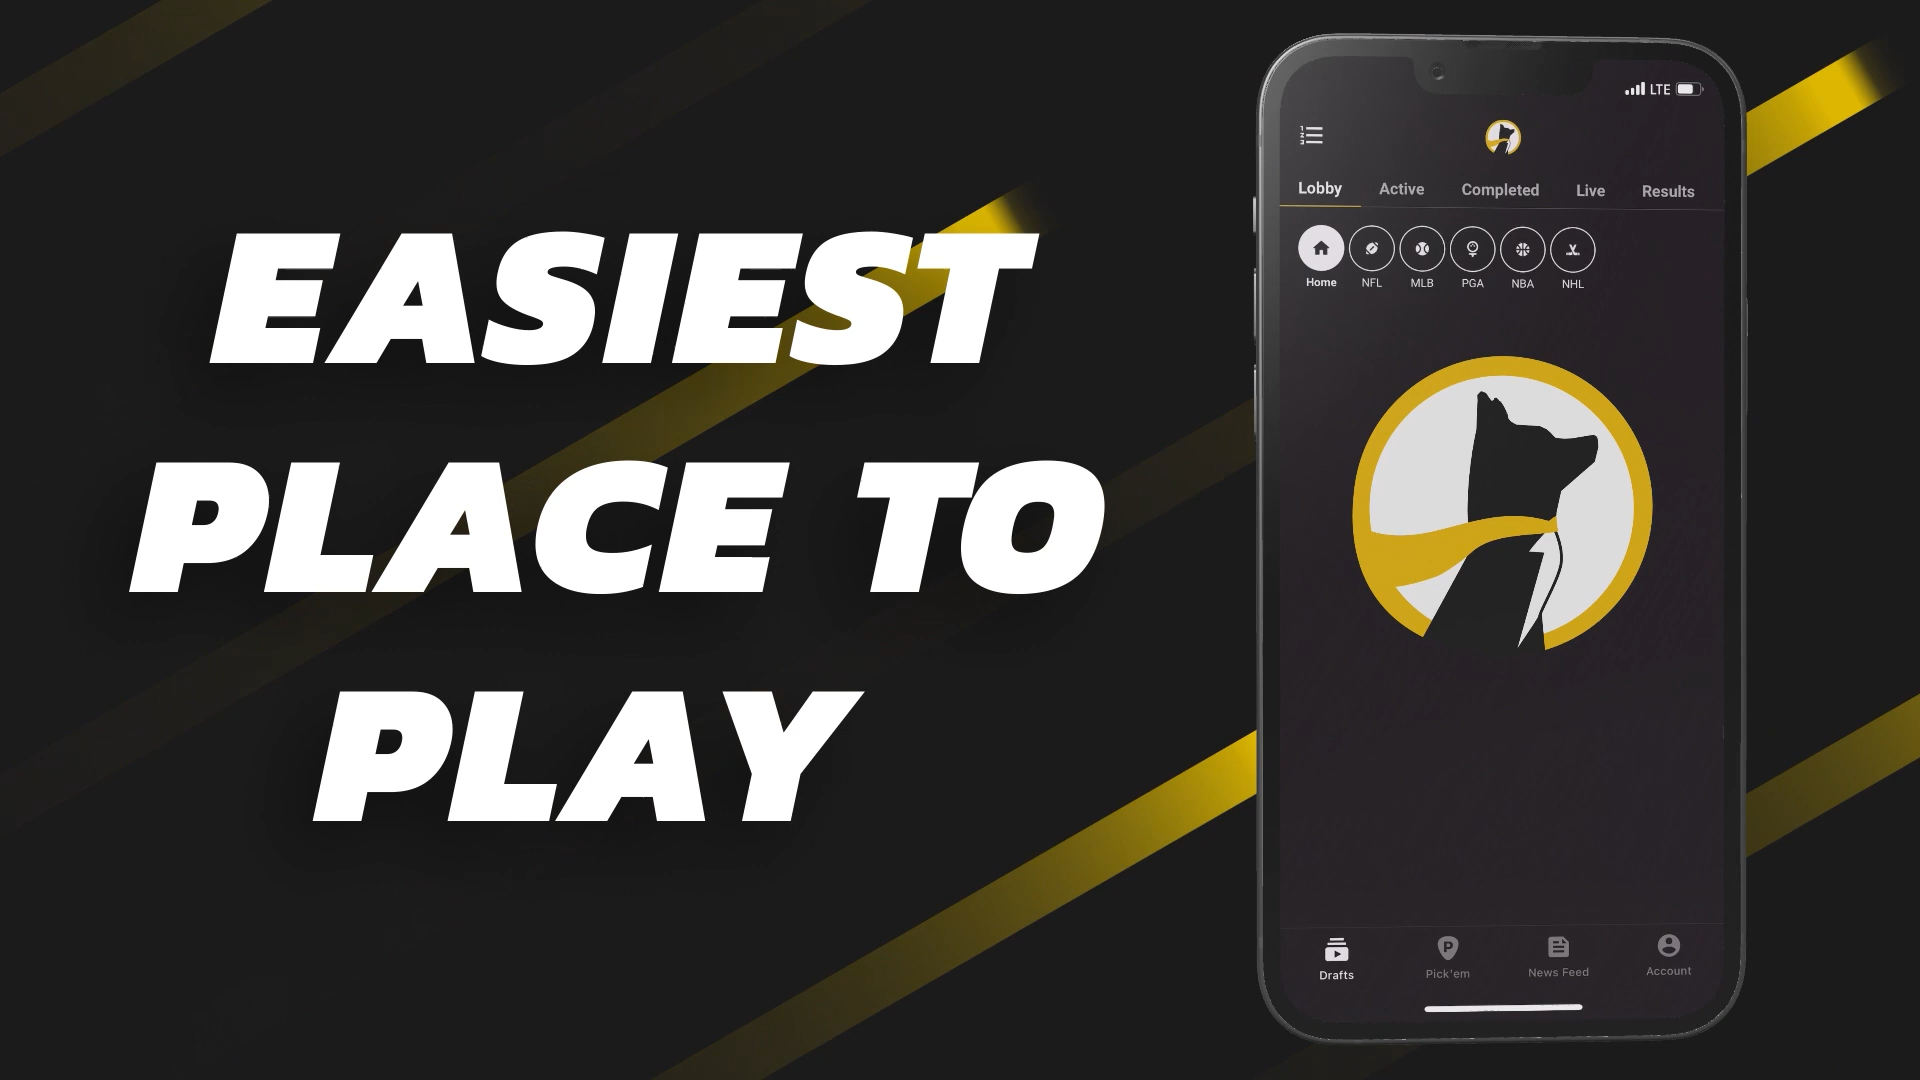 EASIEST
PLACE TO
PLAY
LTE
Lobby Active Completed Live Results
Home NFL MLB PGA NBA NHL
Drafts Pick'em News Feed Account